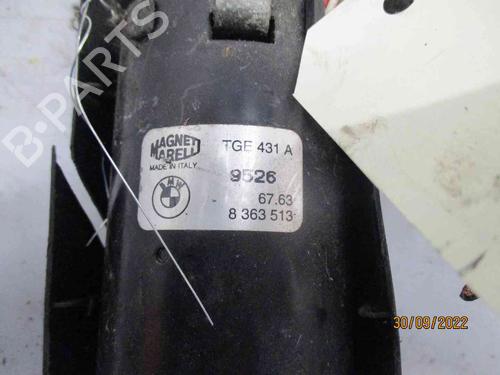 B-PARTS
MAGNETI
MARELLI
MADE IN ITALY
TGE 431 A
9526
BMW
67.63
8 363 513
30/09/2022